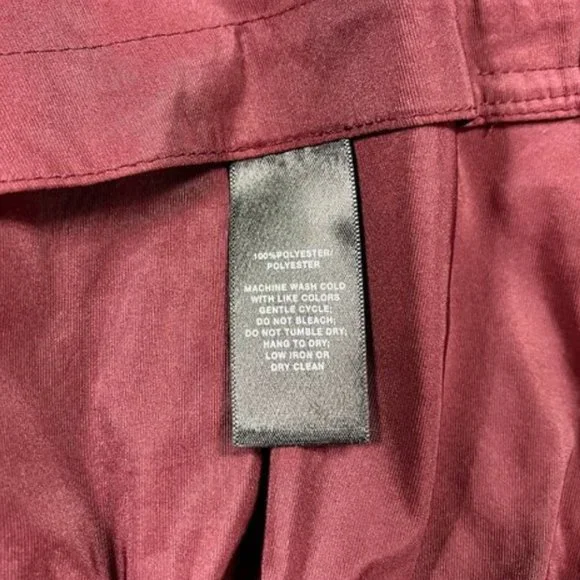 100%POLYESTER/
POLYESTER
MACHINE WASH COLD
WITH LIKE COLORS
GENTLE CYCLE;
DO NOT BLEACH;
DO NOT TUMBLE DRY;
HANG TO DRY;
LOW IRON OR
DRY CLEAN